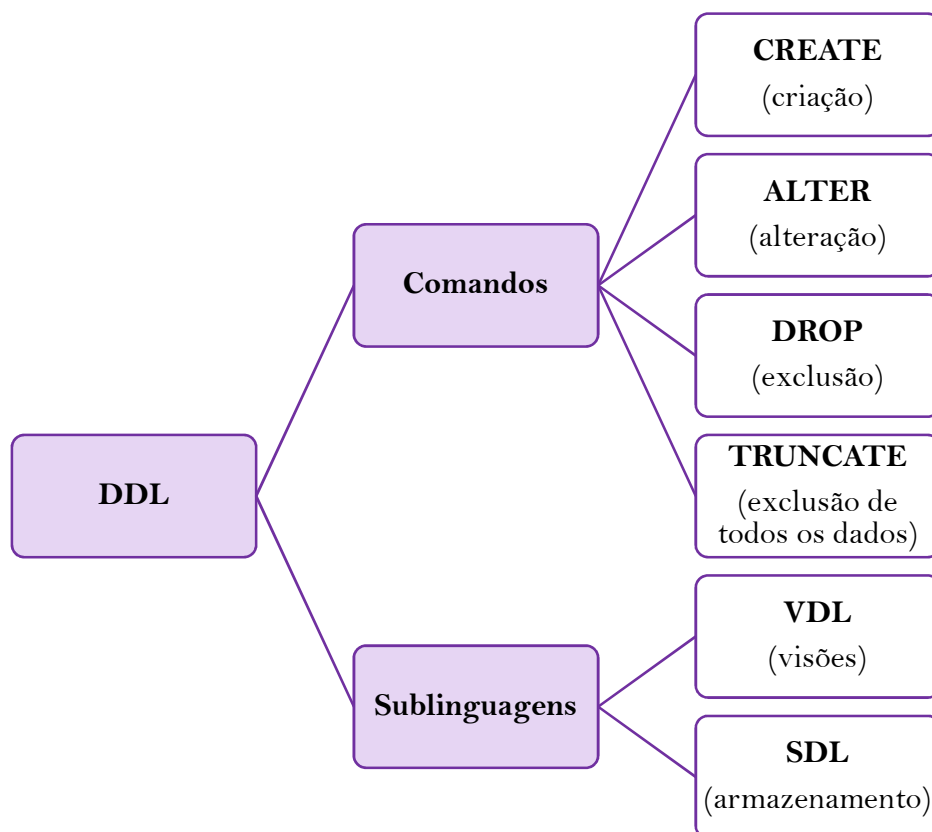 CREATE
(criação)
ALTER
(alteração)
Comandos
DROP
(exclusão)
TRUNCATE
(exclusão de
todos os dados)
DDL
VDL
(visões)
Sublinguagens
SDL
(armazenamento)